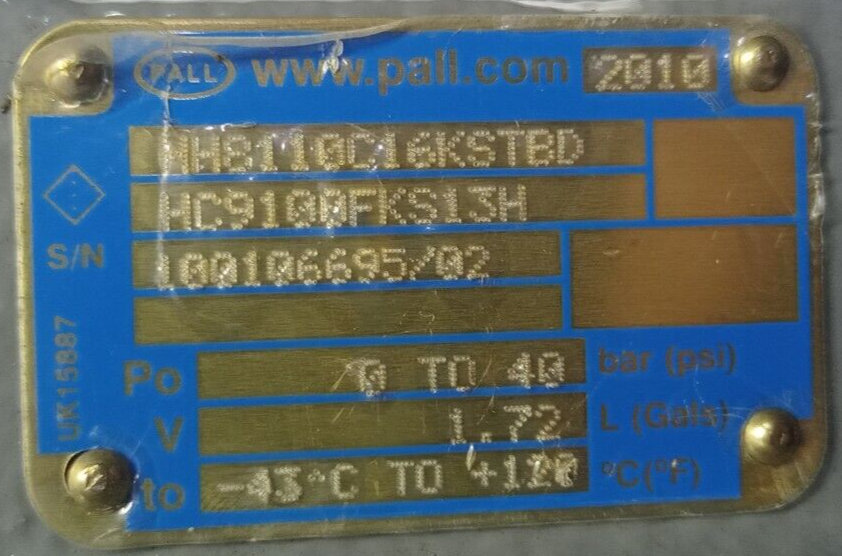 PALL www.pall.com 2010
HH8110C16KSTBD
HC9100FKS13H
S/N 100106695/02
UK15887
Po 0 TO 40 bar (psi)
V 1.72 L (Gals)
to -43°C TO +120 °C(°F)